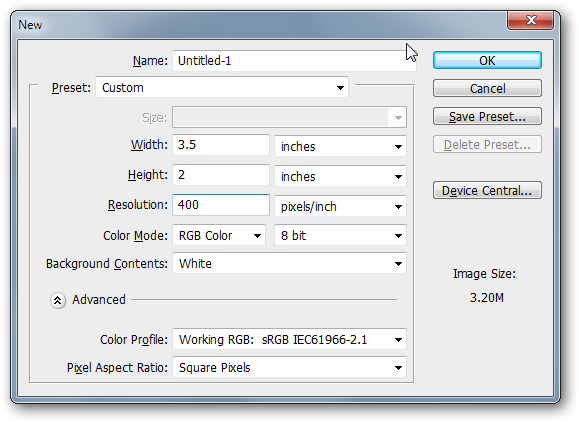 New
Name: Untitled-1
OK
Preset: Custom
Cancel
Size:
Save Preset...
Width: 3.5 inches
Delete Preset...
Height: 2 inches
Device Central...
Resolution: 400 pixels/inch
Color Mode: RGB Color 8 bit
Background Contents: White
Image Size:
3.20M
Advanced
Color Profile: Working RGB: sRGB IEC61966-2.1
Pixel Aspect Ratio: Square Pixels